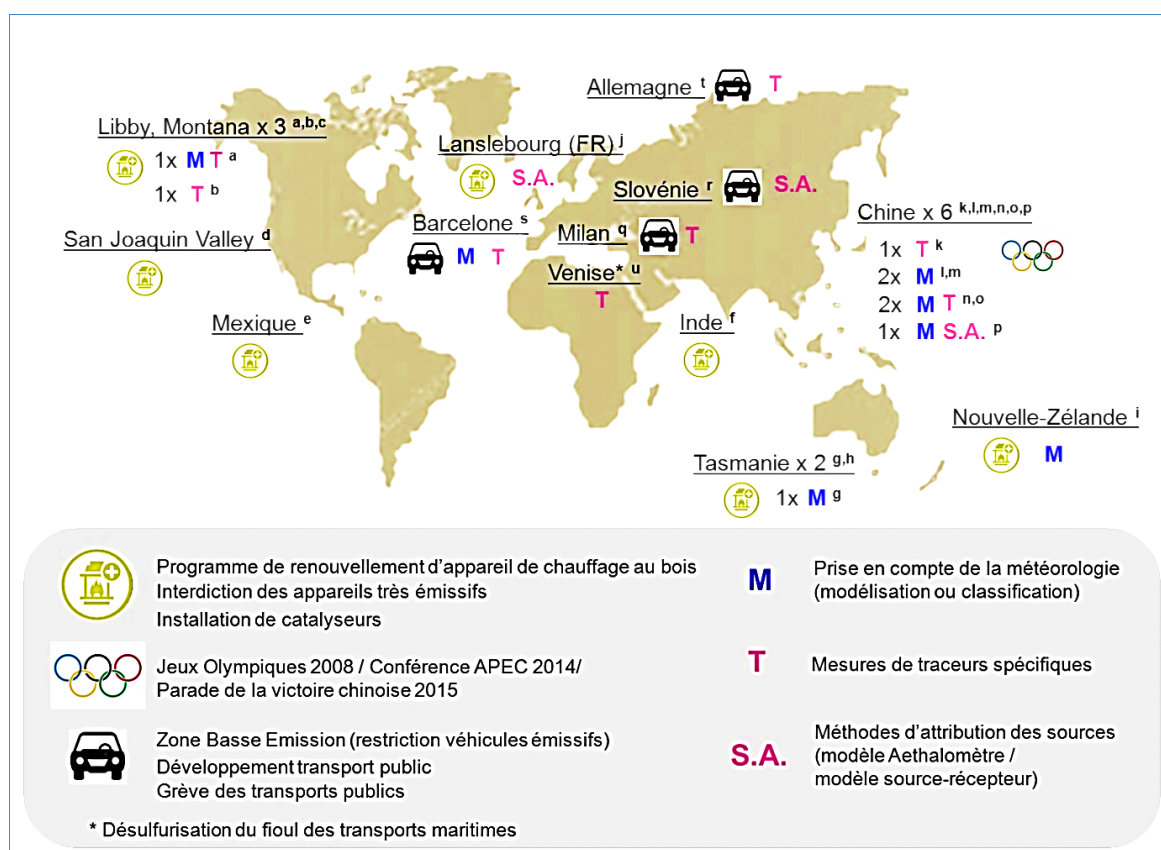 Allemagne t T
Libby, Montana x 3 a,b,c
1x M T a
1x T b
Lanslebourg (FR) j
S.A.
Slovénie r S.A.
Chine x 6 k,l,m,n,o,p
1x T k
2x M l,m
2x M T n,o
1x M S.A. p
San Joaquin Valley d
Barcelone s
M T
Milan q T
Venise* u
T
Mexique e
Inde f
Nouvelle-Zélande i
M
Tasmanie x 2 g,h
1x M g
Programme de renouvellement d'appareil de chauffage au bois
Interdiction des appareils très émissifs
Installation de catalyseurs
M Prise en compte de la météorologie
(modélisation ou classification)
Jeux Olympiques 2008 / Conférence APEC 2014/
Parade de la victoire chinoise 2015
T Mesures de traceurs spécifiques
Zone Basse Emission (restriction véhicules émissifs)
Développement transport public
Grève des transports publics
S.A. Méthodes d'attribution des sources
(modèle Aethalomètre /
modèle source-récepteur)
* Désulfurisation du fioul des transports maritimes